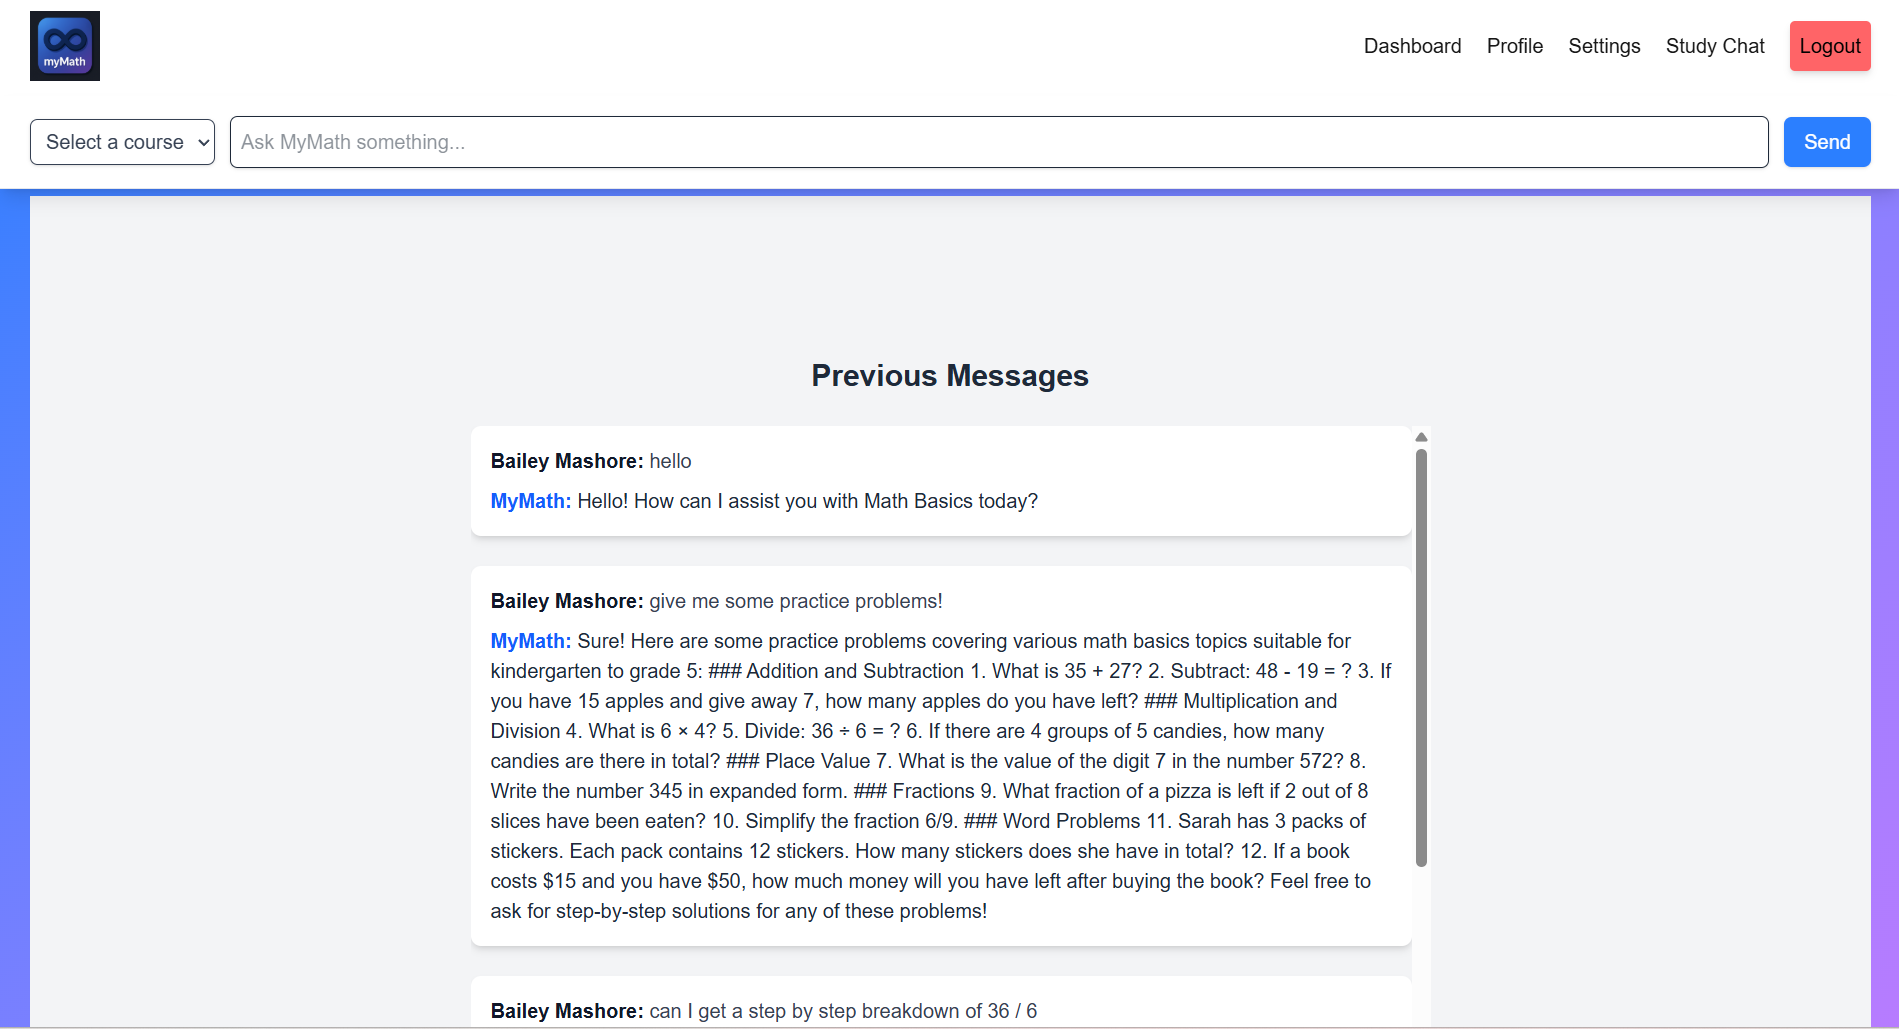 myMath
Dashboard Profile Settings Study Chat Logout
Select a course Ask MyMath something... Send
Previous Messages
Bailey Mashore: hello
MyMath: Hello! How can I assist you with Math Basics today?
Bailey Mashore: give me some practice problems!
MyMath: Sure! Here are some practice problems covering various math basics topics suitable for
kindergarten to grade 5: ### Addition and Subtraction 1. What is 35 + 27? 2. Subtract: 48 - 19 = ? 3. If
you have 15 apples and give away 7, how many apples do you have left? ### Multiplication and
Division 4. What is 6 × 4? 5. Divide: 36 ÷ 6 = ? 6. If there are 4 groups of 5 candies, how many
candies are there in total? ### Place Value 7. What is the value of the digit 7 in the number 572? 8.
Write the number 345 in expanded form. ### Fractions 9. What fraction of a pizza is left if 2 out of 8
slices have been eaten? 10. Simplify the fraction 6/9. ### Word Problems 11. Sarah has 3 packs of
stickers. Each pack contains 12 stickers. How many stickers does she have in total? 12. If a book
costs $15 and you have $50, how much money will you have left after buying the book? Feel free to
ask for step-by-step solutions for any of these problems!
Bailey Mashore: can I get a step by step breakdown of 36 / 6